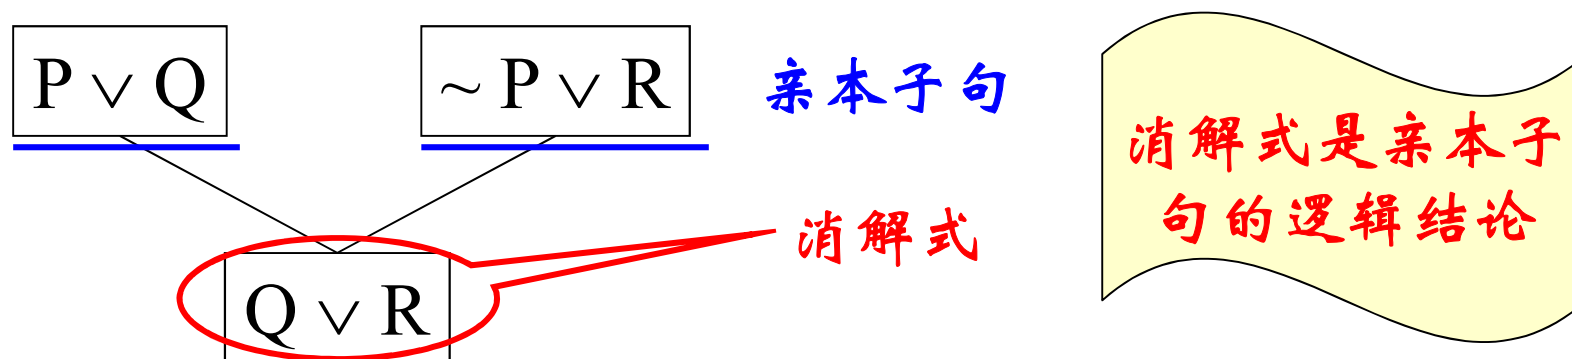 P ∨ Q
~ P ∨ R
亲本子句
消解式是亲本子
句的逻辑结论
消解式
Q ∨ R